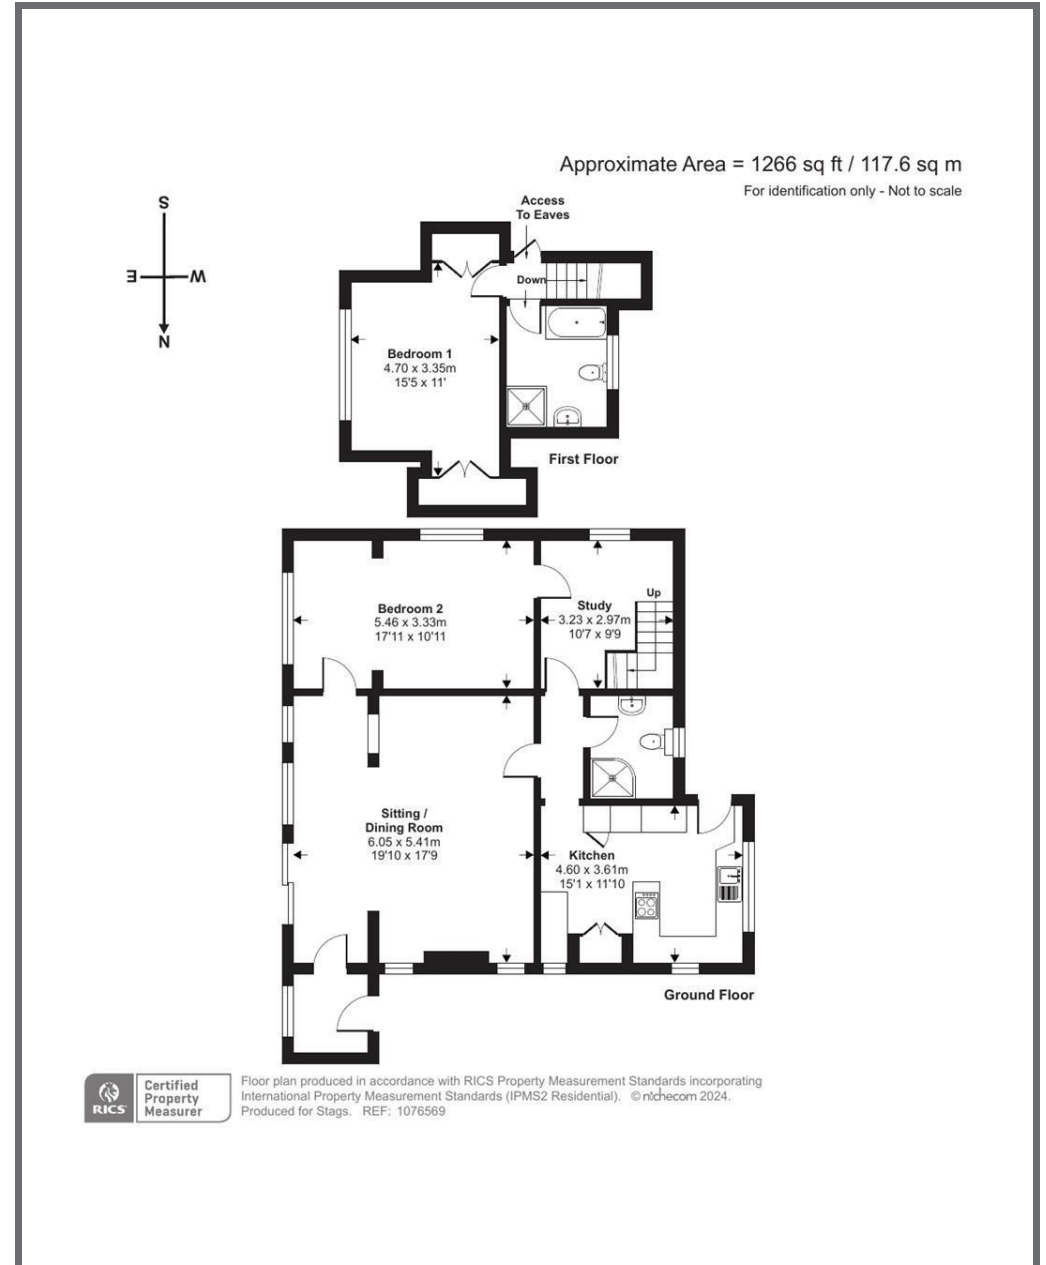 Approximate Area = 1266 sq ft / 117.6 sq m
For identification only - Not to scale
S
E
W
N
Access
To Eaves
Down
Bedroom 1
4.70 x 3.35m
15'5 x 11'
First Floor
Bedroom 2
5.46 x 3.33m
17'11 x 10'11
Study
3.23 x 2.97m
10'7 x 9'9
Up
Sitting /
Dining Room
6.05 x 5.41m
19'10 x 17'9
Kitchen
4.60 x 3.61m
15'1 x 11'10
Ground Floor
RICS
Certified
Property
Measurer
Floor plan produced in accordance with RICS Property Measurement Standards incorporating
International Property Measurement Standards (IPMS2 Residential). © nichecom 2024.
Produced for Stags. REF: 1076569